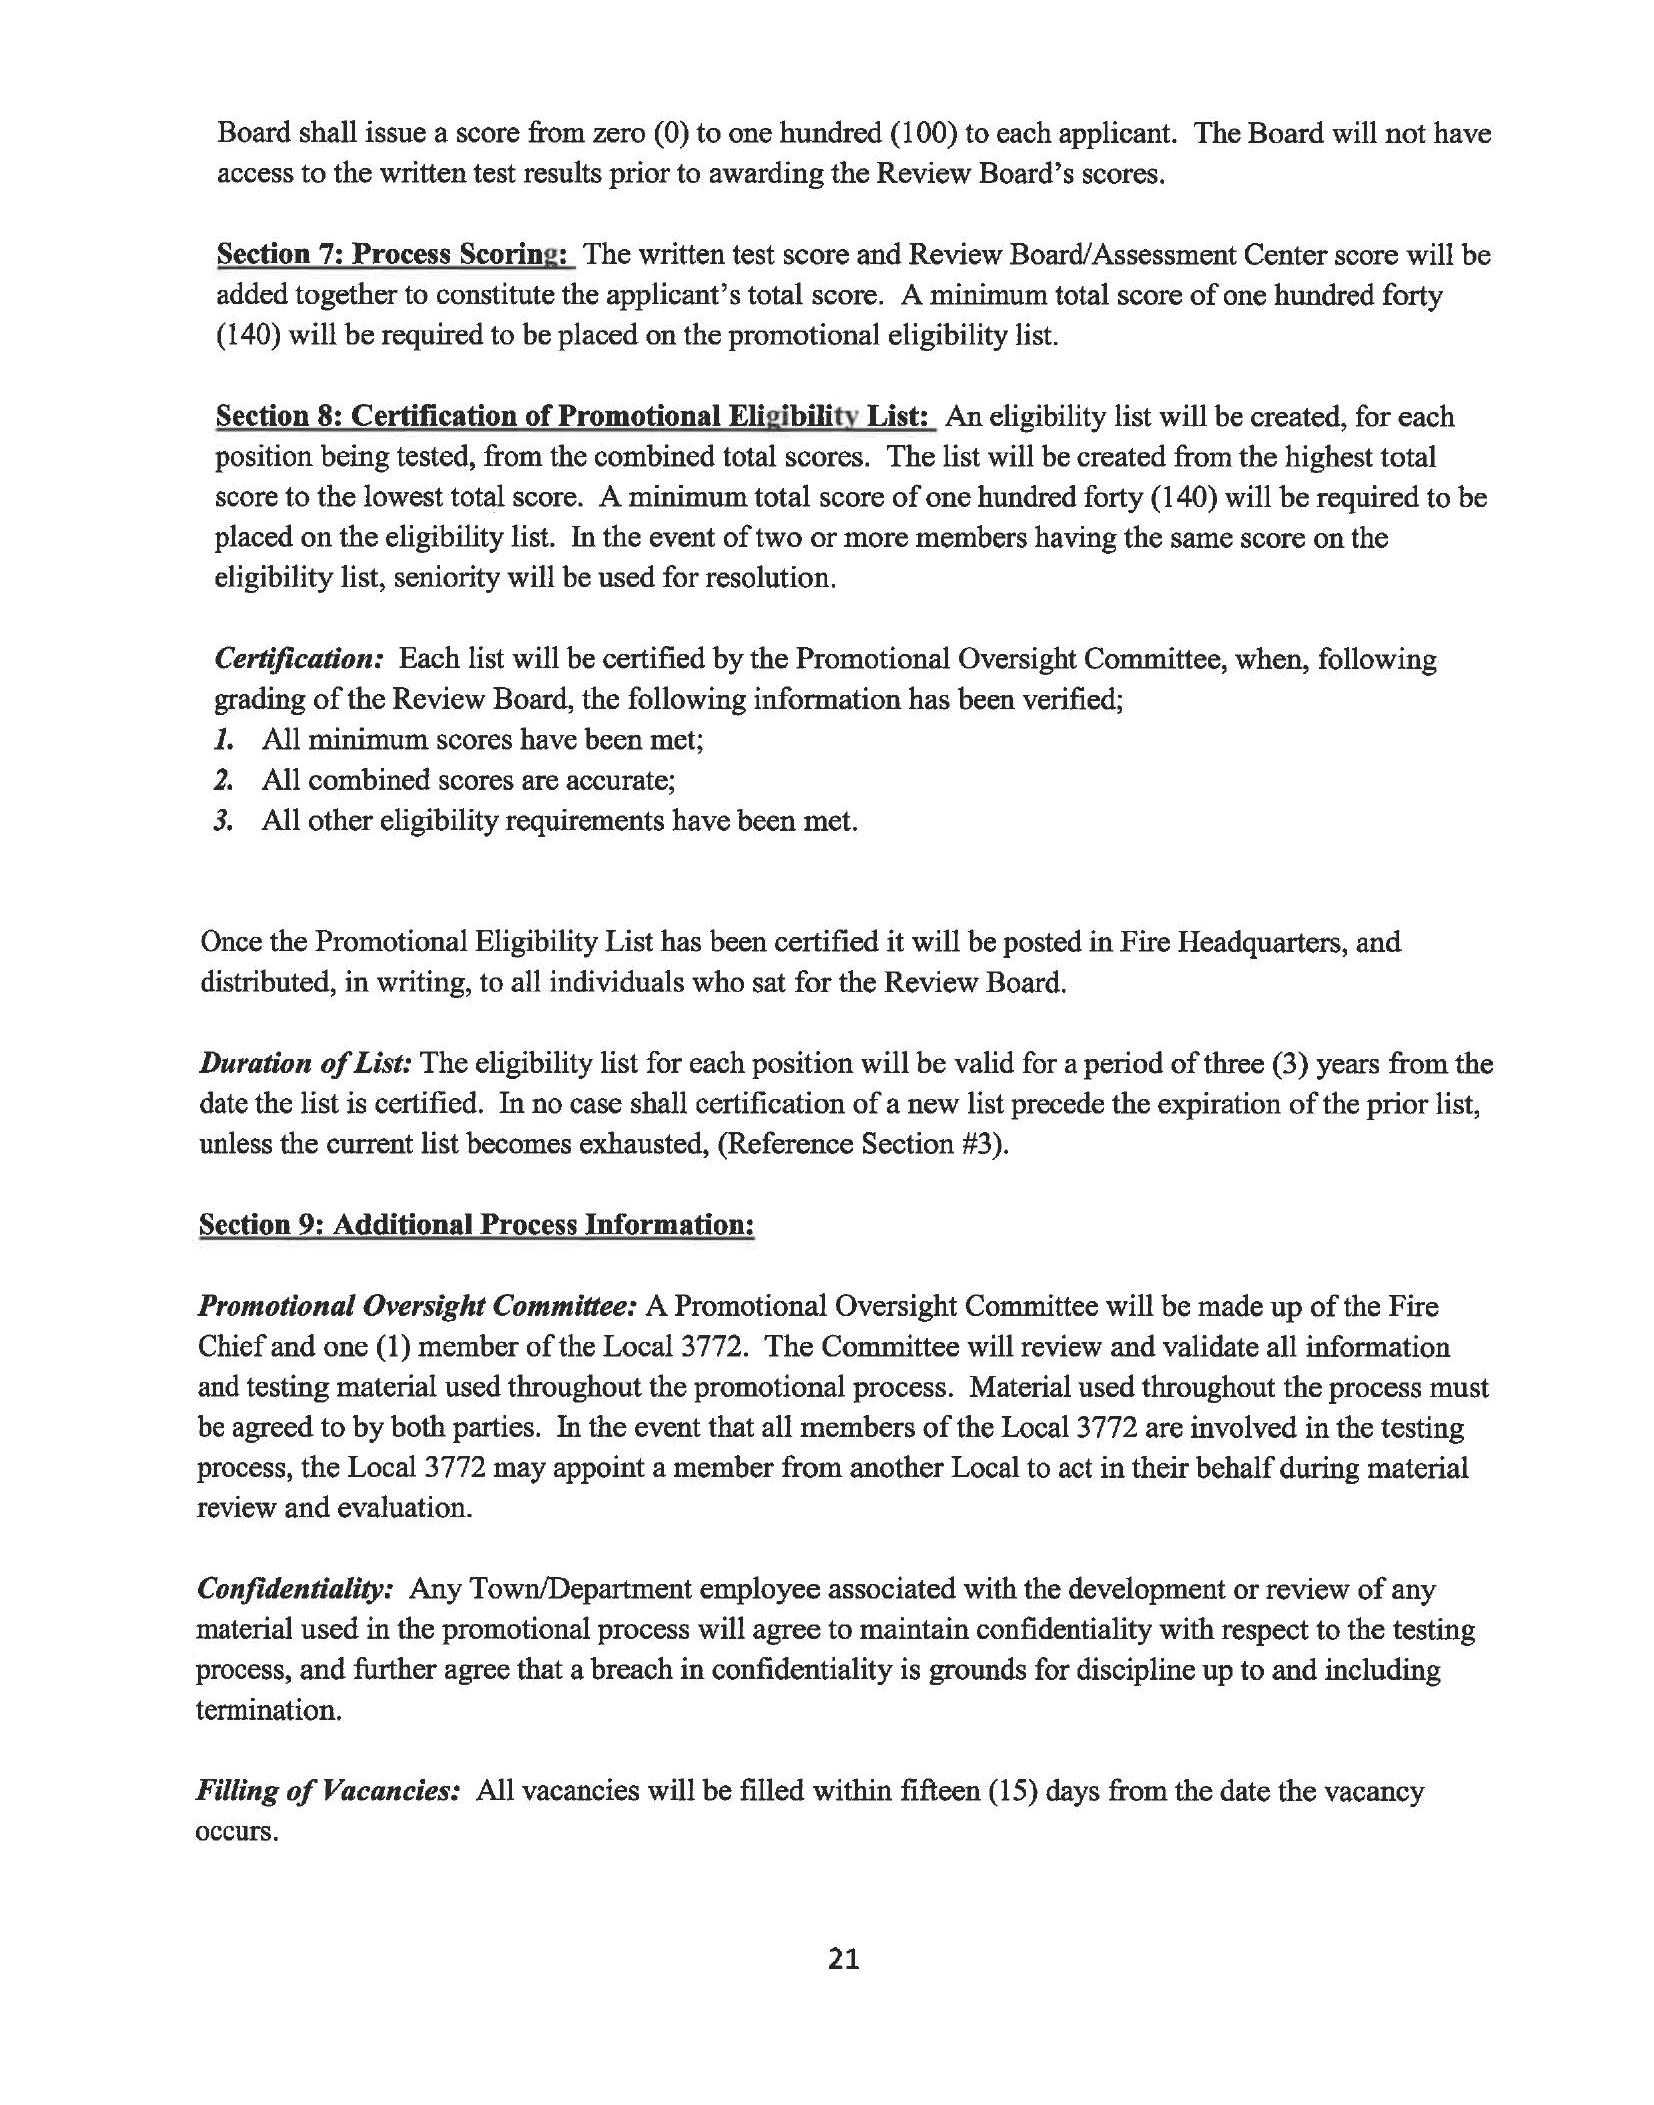 Board shall issue a score from zero (0) to one hundred (100) to each applicant.  The Board will not have
access to the written test results prior to awarding the Review Board's scores.
Section 7: Process Scoring:  The written test score and Review Board/Assessment Center score will be
added together to constitute the applicant's total score.  A minimum total score of one hundred forty
(140) will be required to be placed on the promotional eligibility list.
Section 8: Certification of Promotional Eligibility List:  An eligibility list will be created, for each
position being tested, from the combined total scores.  The list will be created from the highest total
score to the lowest total score.  A minimum total score of one hundred forty (140) will be required to be
placed on the eligibility list.  In the event of two or more members having the same score on the
eligibility list, seniority will be used for resolution.
Certification:  Each list will be certified by the Promotional Oversight Committee, when, following
grading of the Review Board, the following information has been verified;
1.  All minimum scores have been met;
2.  All combined scores are accurate;
3.  All other eligibility requirements have been met.
Once the Promotional Eligibility List has been certified it will be posted in Fire Headquarters, and
distributed, in writing, to all individuals who sat for the Review Board.
Duration of List: The eligibility list for each position will be valid for a period of three (3) years from the
date the list is certified.  In no case shall certification of a new list precede the expiration of the prior list,
unless the current list becomes exhausted, (Reference Section #3).
Section 9: Additional Process Information:
Promotional Oversight Committee: A Promotional Oversight Committee will be made up of the Fire
Chief and one (1) member of the Local 3772.  The Committee will review and validate all information
and testing material used throughout the promotional process.  Material used throughout the process must
be agreed to by both parties.  In the event that all members of the Local 3772 are involved in the testing
process, the Local 3772 may appoint a member from another Local to act in their behalf during material
review and evaluation.
Confidentiality:  Any Town/Department employee associated with the development or review of any
material used in the promotional process will agree to maintain confidentiality with respect to the testing
process, and further agree that a breach in confidentiality is grounds for discipline up to and including
termination.
Filling of Vacancies:  All vacancies will be filled within fifteen (15) days from the date the vacancy
occurs.
21